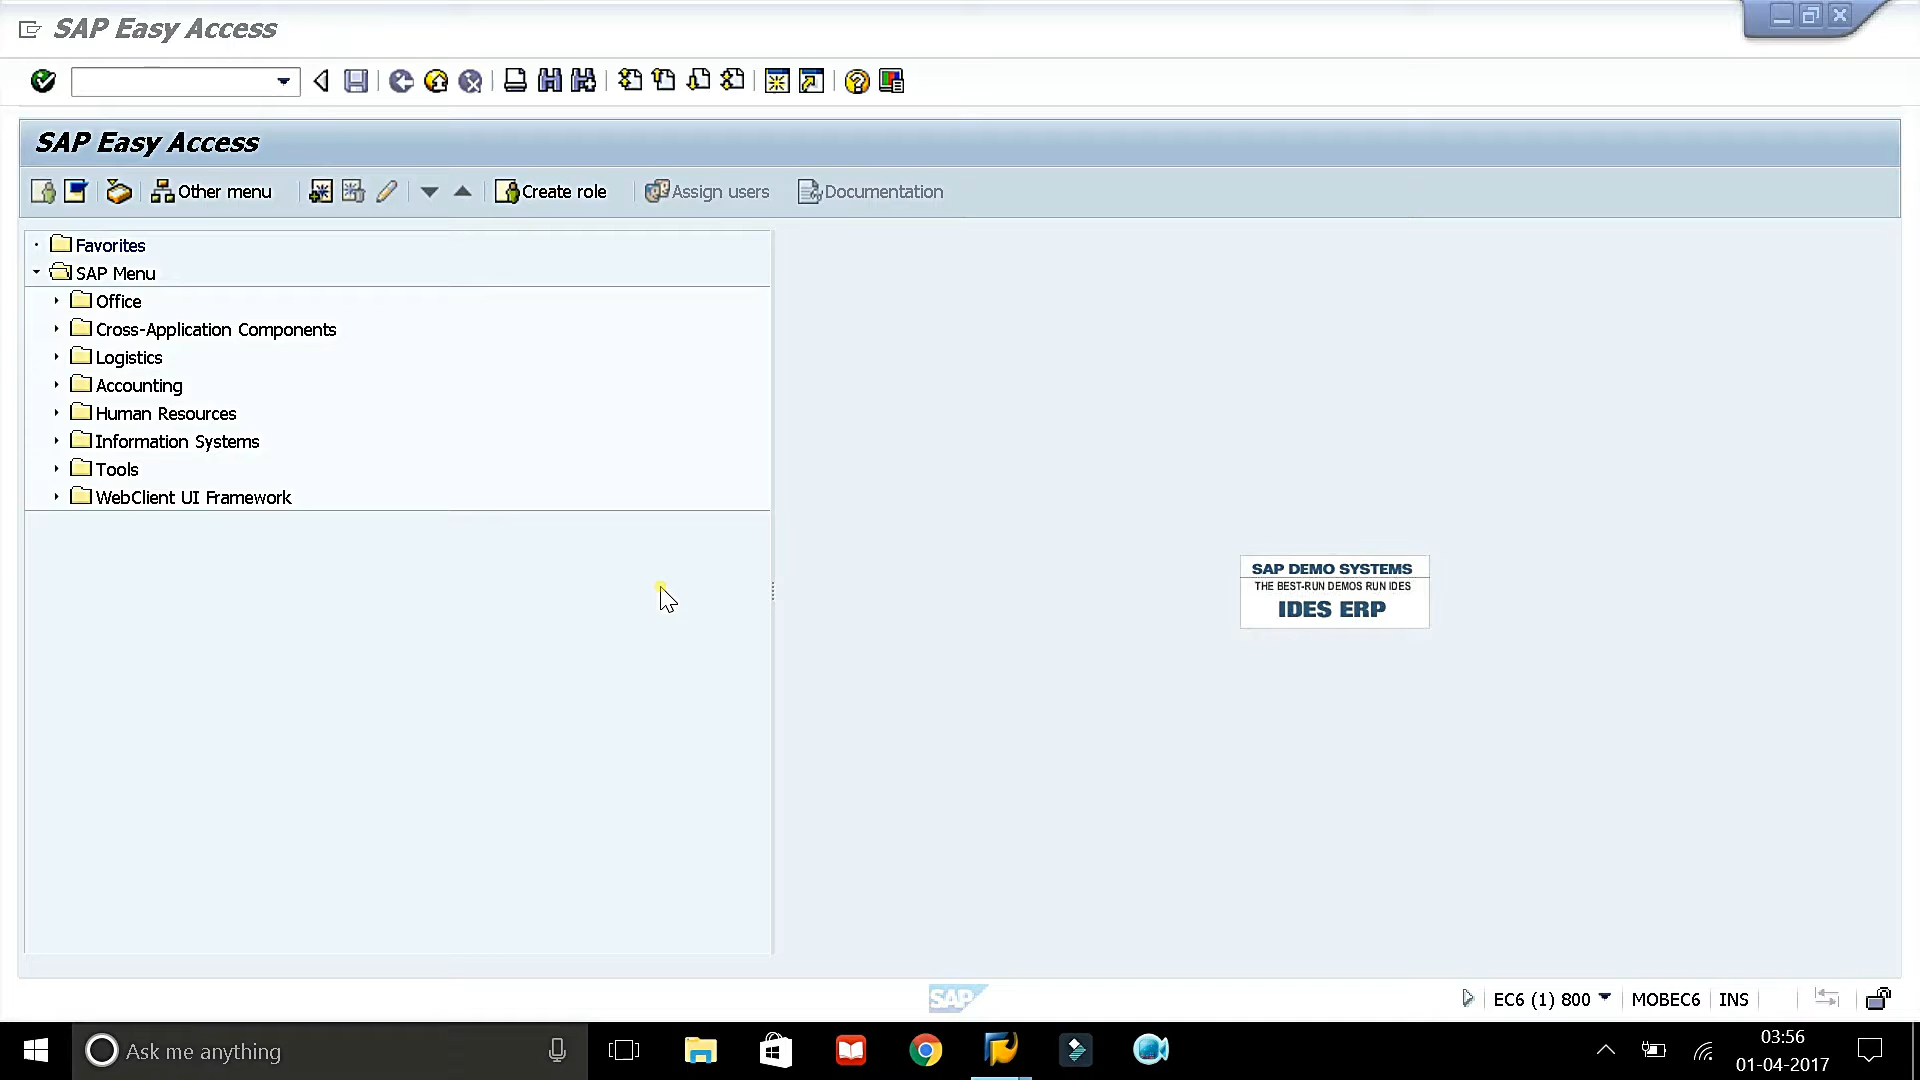 SAP Easy Access
SAP Easy Access
Other menu
Create role
Assign users
Documentation
Favorites
SAP Menu
Office
Cross-Application Components
Logistics
Accounting
Human Resources
Information Systems
Tools
WebClient UI Framework
SAP DEMO SYSTEMS
THE BEST-RUN DEMOS RUN IDES
IDES ERP
SAP
EC6 (1) 800
MOBEC6
INS
Ask me anything
03:56
01-04-2017